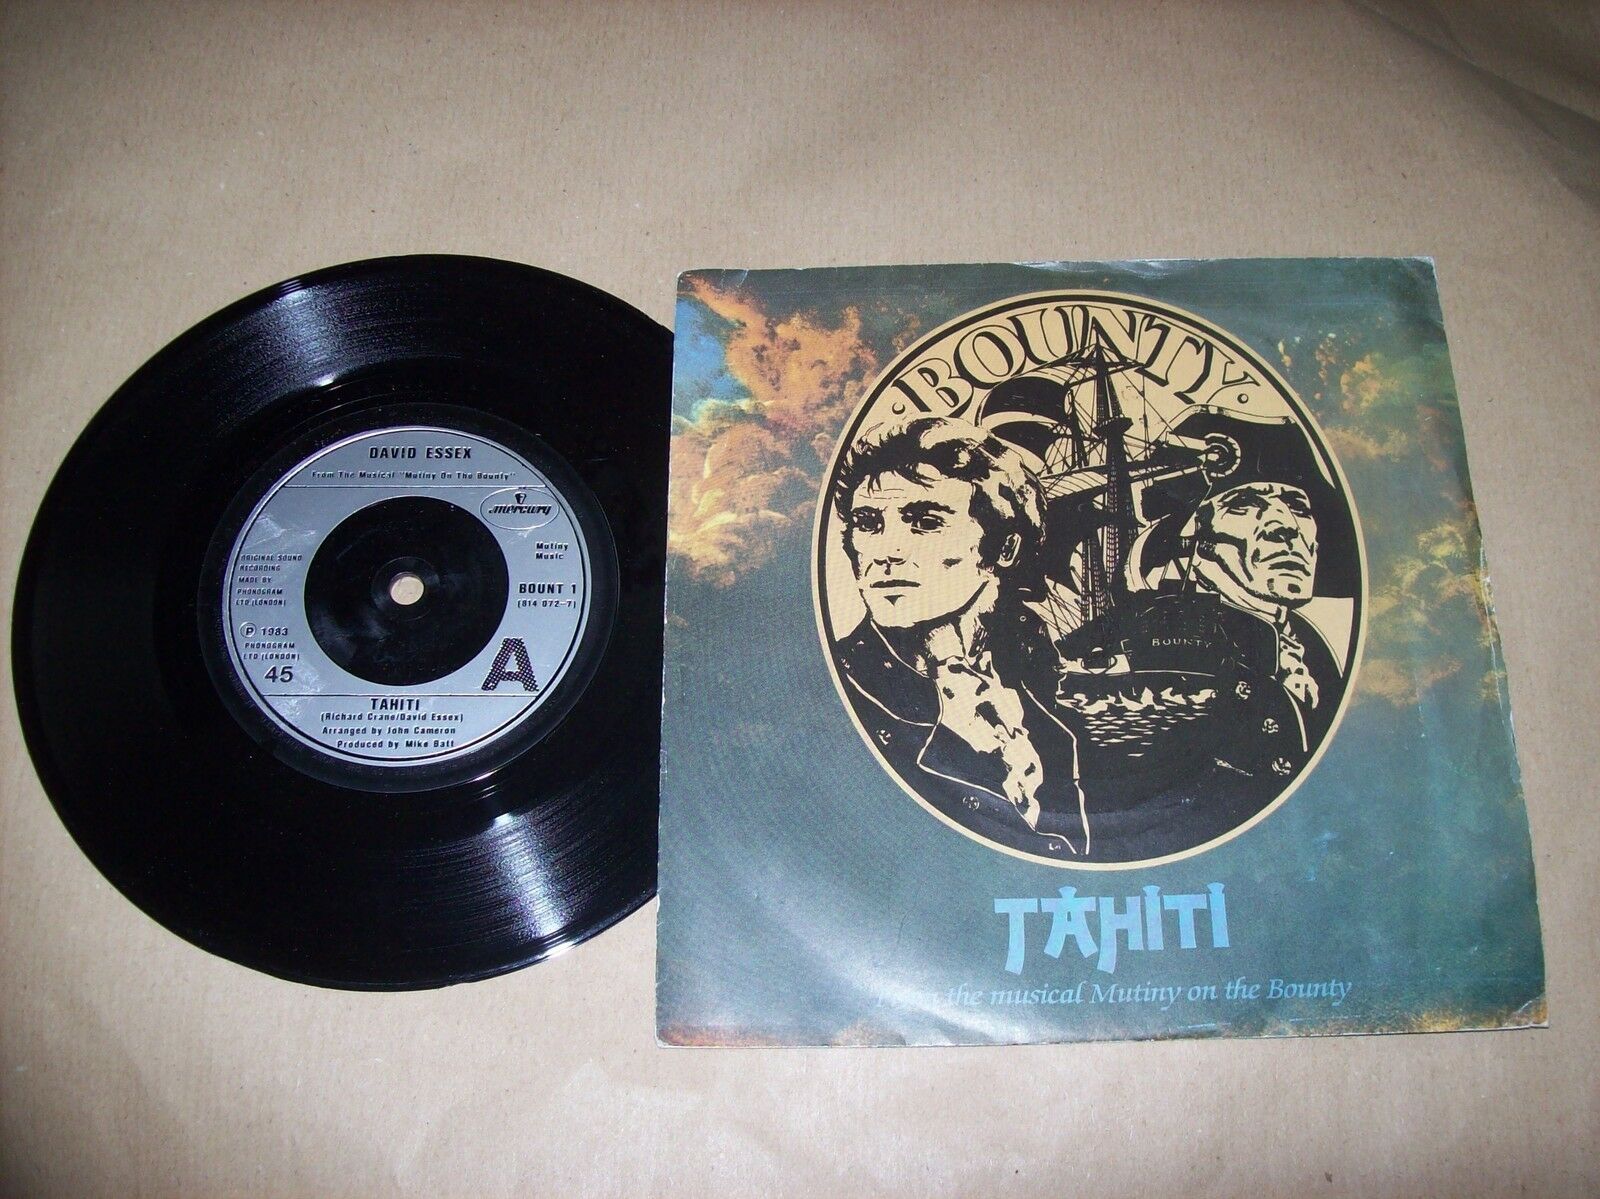 DAVID ESSEX
From The Musical "Mutiny On The Bounty"
mercury
ORIGINAL SOUND
RECORDING
MADE BY
PHONOGRAM
LTD (LONDON)
Mutiny
Music
BOUNT 1
(814 072-7)
℗ 1983
PHONOGRAM
LTD (LONDON)
45
A
TAHITI
(Richard Crane/David Essex)
Arranged by John Cameron
Produced by Mike Batt
·BOUNTY·
BOUNTY
TAHITI
From the musical Mutiny on the Bounty